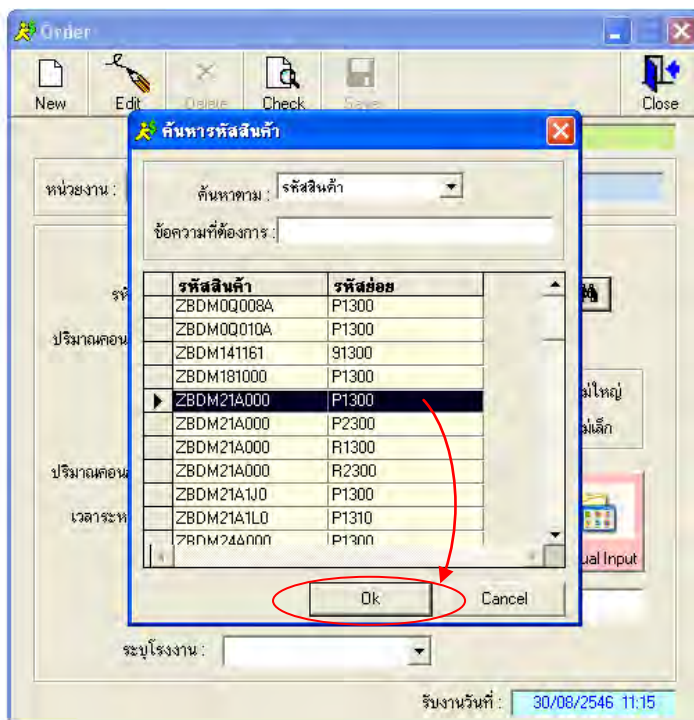 Order
New Edit Delete Check Save Close
ค้นหารหัสสินค้า
หน่วยงาน :
ค้นหาตาม : รหัสสินค้า
ข้อความที่ต้องการ :
รหัสสินค้า รหัสย่อย
ZBDM0Q008A P1300
ZBDM0Q010A P1300
ZBDM141161 91300
ZBDM181000 P1300
ZBDM21A000 P1300
ZBDM21A000 P2300
ZBDM21A000 R1300
ZBDM21A000 R2300
ZBDM21A1J0 P1300
ZBDM21A1L0 P1310
ZBDM24A000 P1300
รหั
ปริมาณคอน
ม่ใหญ่
ม่เล็ก
ปริมาณคอน
เวลาระห
ual Input
Ok Cancel
ระบุโรงงาน :
รับงานวันที่ : 30/08/2546 11:15